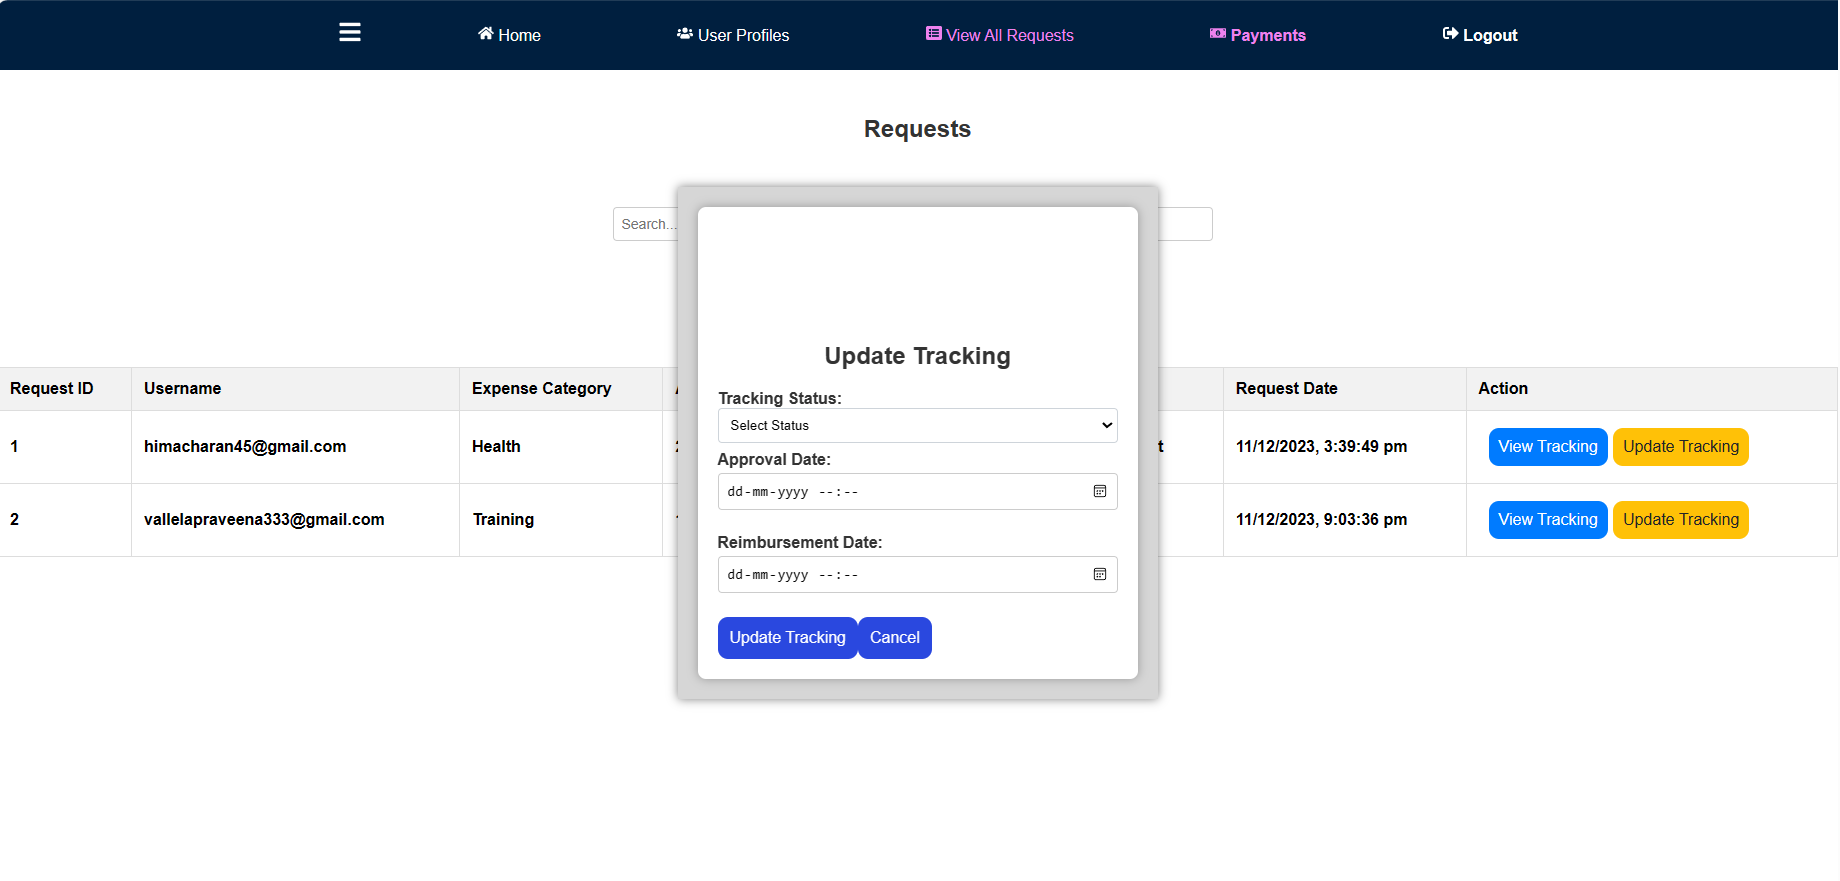 Home User Profiles View All Requests Payments Logout
Requests
Search...
Update Tracking
Tracking Status:
Select Status
Approval Date:
dd-mm-yyyy --:--
Reimbursement Date:
dd-mm-yyyy --:--
Update Tracking Cancel
Request ID Username Expense Category Request Date Action
1 himacharan45@gmail.com Health 11/12/2023, 3:39:49 pm View Tracking Update Tracking
2 vallelapraveena333@gmail.com Training 11/12/2023, 9:03:36 pm View Tracking Update Tracking